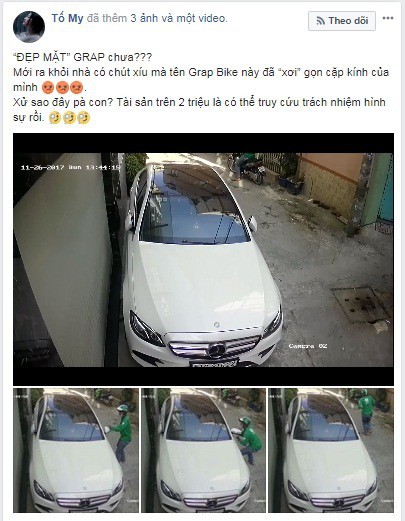 Tố My đã thêm 3 ảnh và một video.
Theo dõi
“ĐẸP MẶT” GRAP chưa???
Mới ra khỏi nhà có chút xíu mà tên Grap Bike này đã “xơi” gọn cặp kính của
mình 😡😡😡.
Xử sao đây pà con? Tài sản trên 2 triệu là có thể truy cứu trách nhiệm hình
sự rồi. 🤔🤔🤔
11-26-2017 Sun 13:44:15
Camera 02